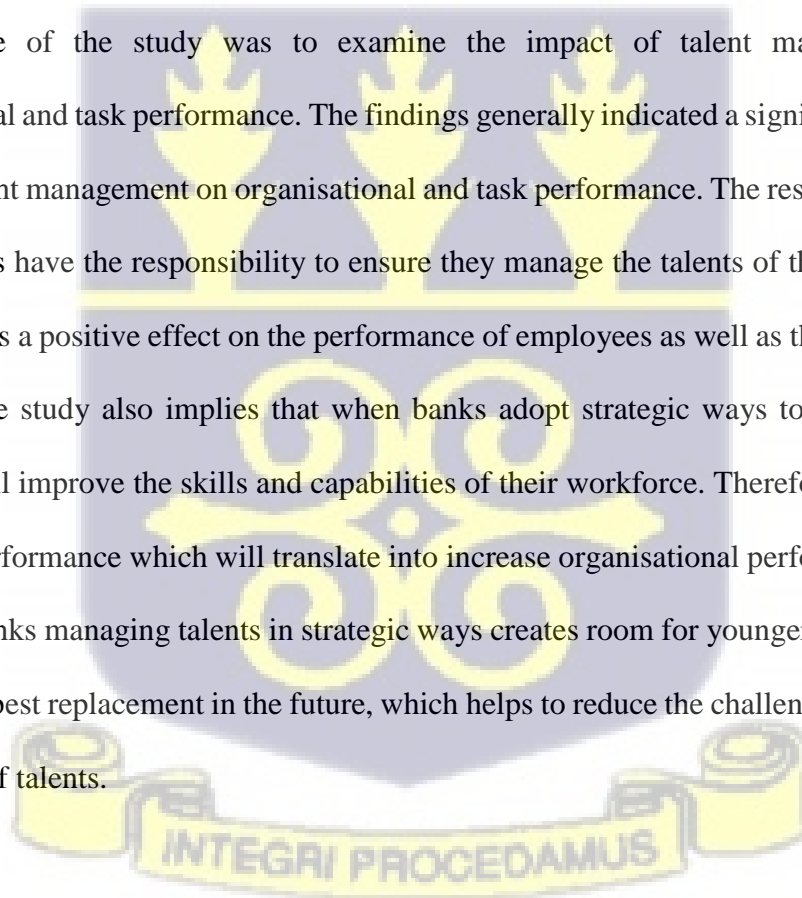 e of the study was to examine the impact of talent ma
al and task performance. The findings generally indicated a signi
nt management on organisational and task performance. The res
s have the responsibility to ensure they manage the talents of th
s a positive effect on the performance of employees as well as th
e study also implies that when banks adopt strategic ways to
ll improve the skills and capabilities of their workforce. Therefo
rformance which will translate into increase organisational perfo
nks managing talents in strategic ways creates room for younger
best replacement in the future, which helps to reduce the challen
f talents.
INTEGRI PROCEDAMUS